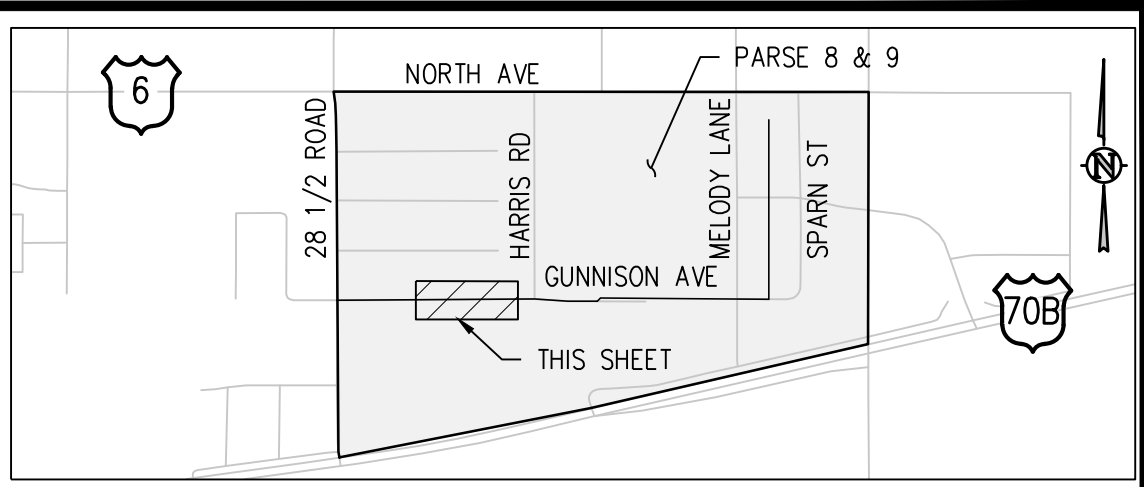 PARSE 8 & 9
NORTH AVE
6
28 1/2 ROAD
HARRIS RD
MELODY LANE
SPARN ST
N
GUNNISON AVE
70B
THIS SHEET